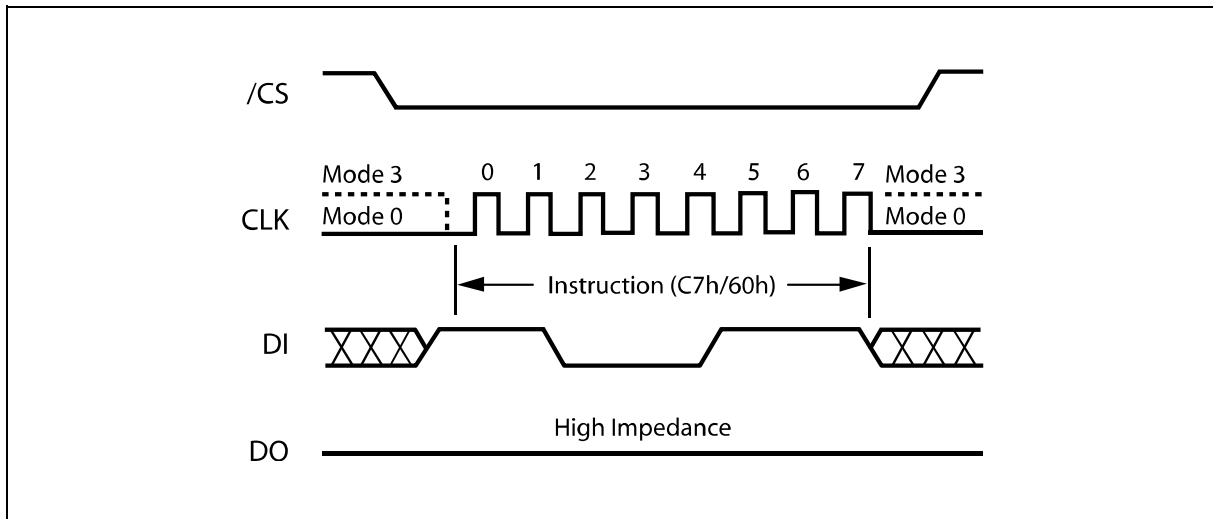 /CS
Mode 3 0 1 2 3 4 5 6 7 Mode 3
CLK Mode 0 Mode 0
Instruction (C7h/60h)
DI
High Impedance
DO